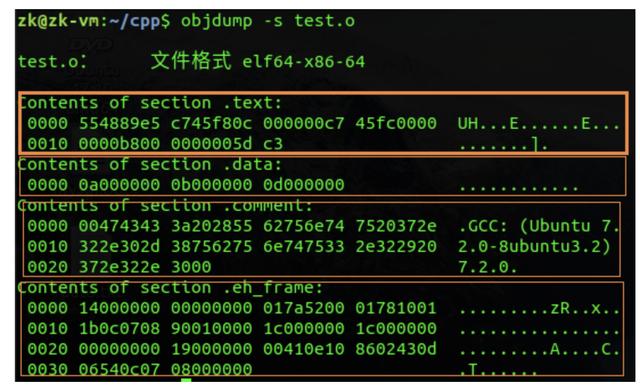 zk@zk-vm:~/cpp$ objdump -s test.o
test.o：     文件格式 elf64-x86-64
Contents of section .text:
 0000 554889e5 c745f80c 000000c7 45fc0000  UH...E......E...
 0010 0000b800 0000005d c3                 .......].
Contents of section .data:
 0000 0a000000 0b000000 0d000000           ............
Contents of section .comment:
 0000 00474343 3a202855 62756e74 7520372e  .GCC: (Ubuntu 7.
 0010 322e302d 38756275 6e747533 2e322920  2.0-8ubuntu3.2)
 0020 372e322e 3000                        7.2.0.
Contents of section .eh_frame:
 0000 14000000 00000000 017a5200 01781001  .........zR..x..
 0010 1b0c0708 90010000 1c000000 1c000000  ................
 0020 00000000 19000000 00410e10 8602430d  .........A....C.
 0030 06540c07 08000000                    .T......